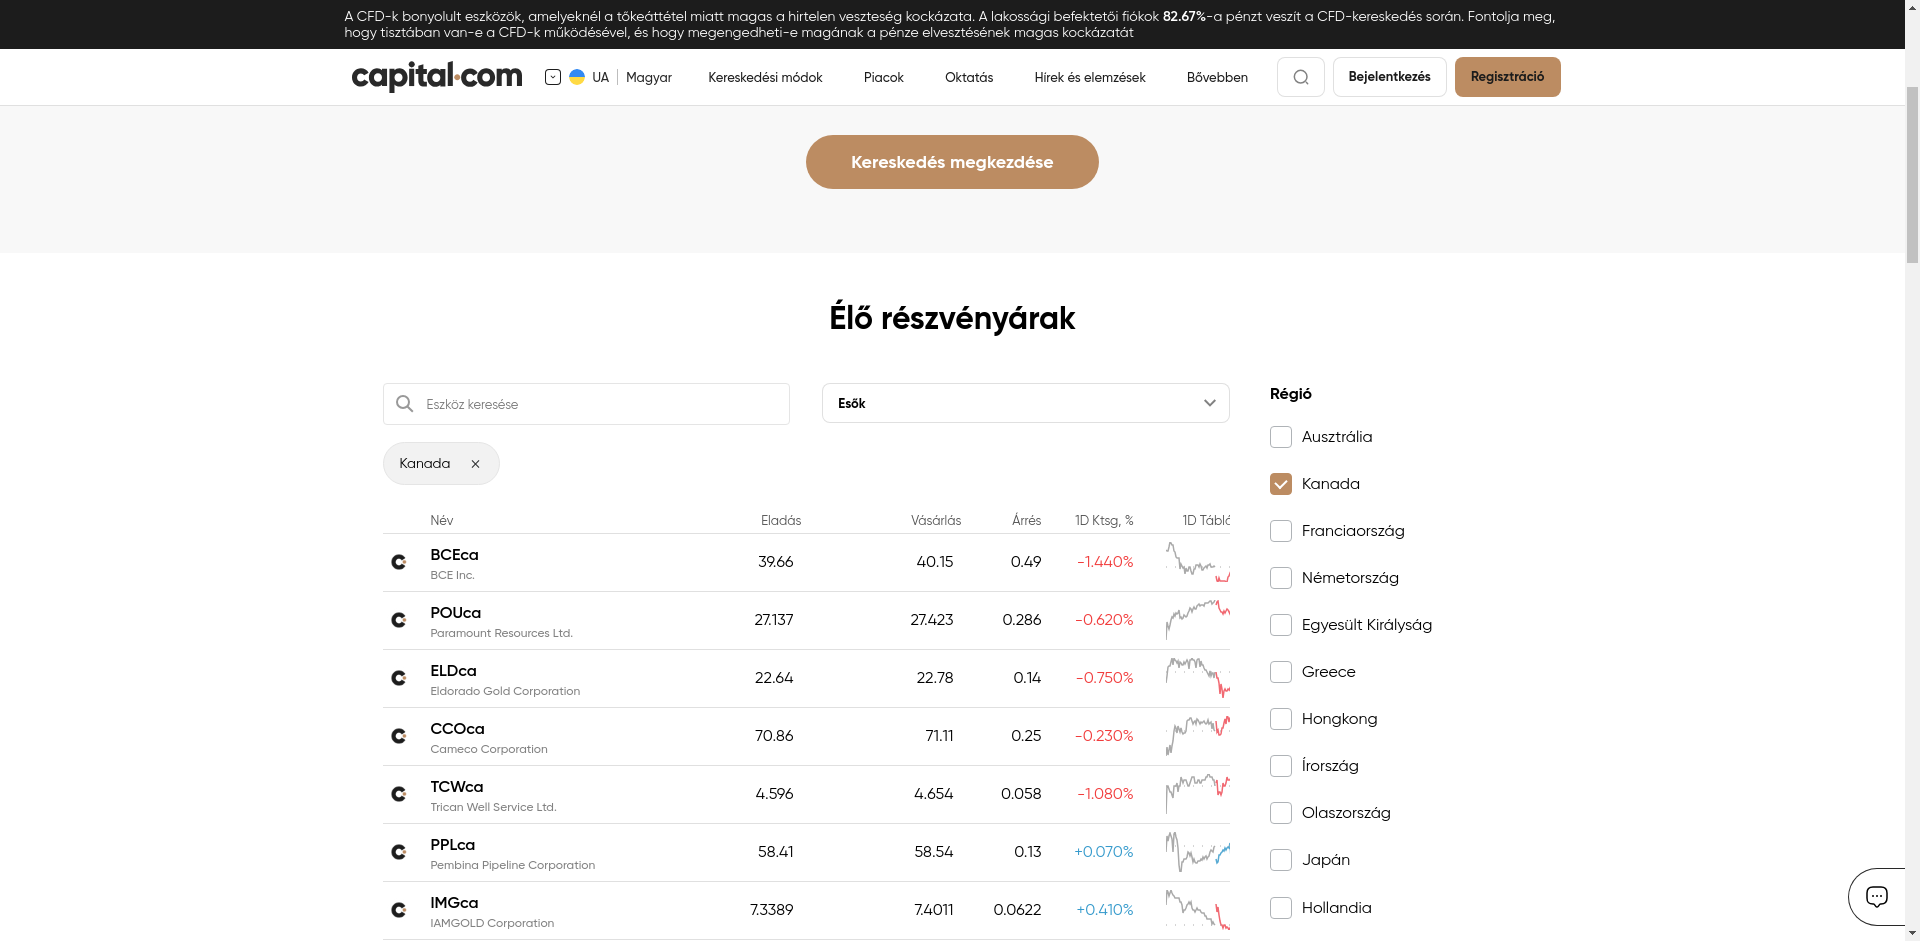 A CFD-k bonyolult eszközök, amelyeknél a tőkeáttétel miatt magas a hirtelen veszteség kockázata. A lakossági befektetői fiókok 82.67%-a pénzt veszít a CFD-kereskedés során. Fontolja meg,
hogy tisztában van-e a CFD-k működésével, és hogy megengedheti-e magának a pénze elvesztésének magas kockázatát
capital.com UA Magyar Kereskedési módok Piacok Oktatás Hírek és elemzések Bővebben Bejelentkezés Regisztráció
Kereskedés megkezdése
Élő részvényárak
Eszköz keresése Esők
Kanada
Név Eladás Vásárlás Árrés 1D Ktsg, % 1D Tábl
BCEca
BCE Inc.
39.66 40.15 0.49 -1.440%
POUca
Paramount Resources Ltd.
27.137 27.423 0.286 -0.620%
ELDca
Eldorado Gold Corporation
22.64 22.78 0.14 -0.750%
CCOca
Cameco Corporation
70.86 71.11 0.25 -0.230%
TCWca
Trican Well Service Ltd.
4.596 4.654 0.058 -1.080%
PPLca
Pembina Pipeline Corporation
58.41 58.54 0.13 +0.070%
IMGca
IAMGOLD Corporation
7.3389 7.4011 0.0622 +0.410%
Régió
Ausztrália
Kanada
Franciaország
Németország
Egyesült Királyság
Greece
Hongkong
Írország
Olaszország
Japán
Hollandia